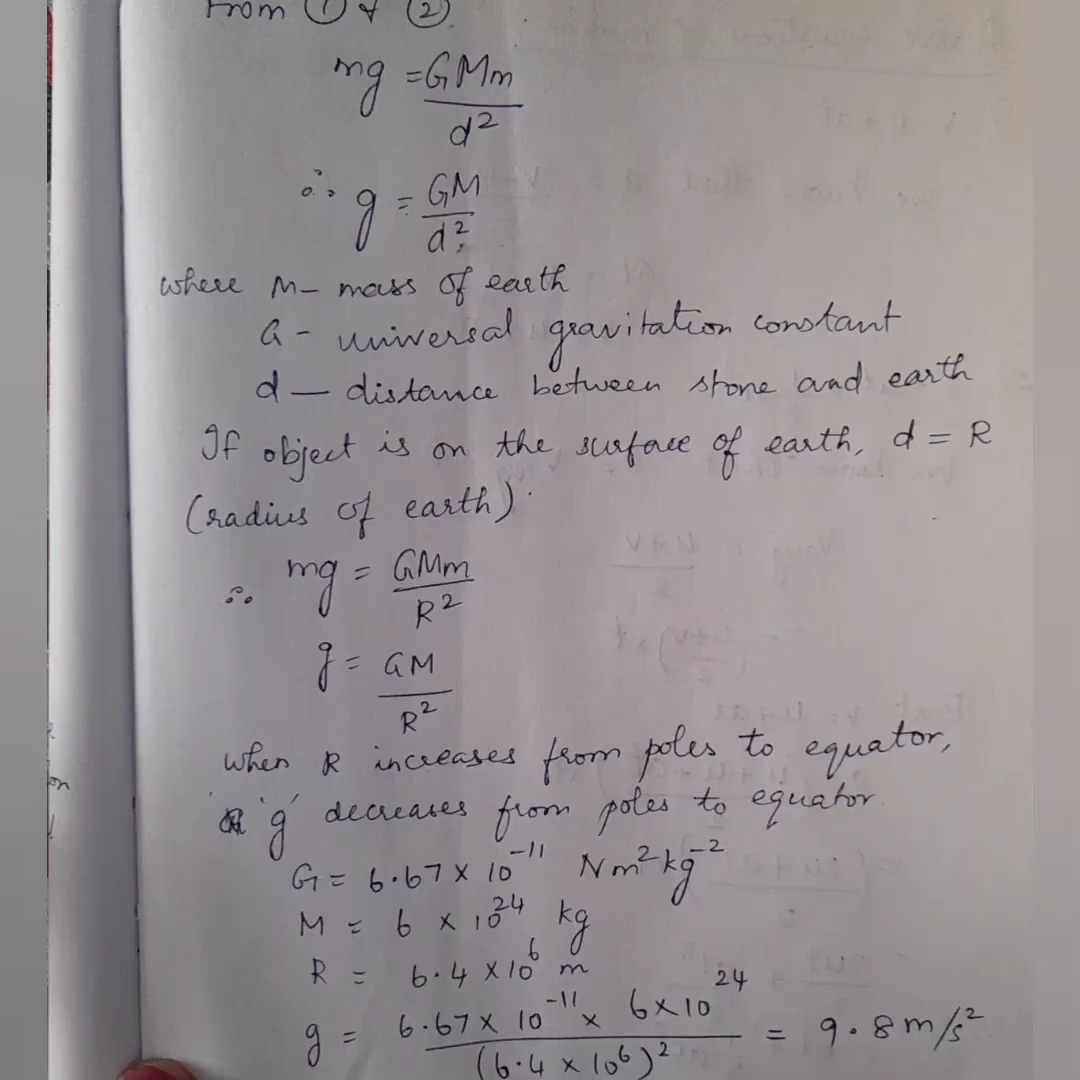 From ① & ②
mg = GMm / d²
∴ g = GM / d²
where M – mass of earth
G – universal gravitation constant
d – distance between stone and earth
If object is on the surface of earth, d = R
(radius of earth)
∴ mg = GMm / R²
g = GM / R²
when R increases from poles to equator,
'g' decreases from poles to equator.
G = 6.67 × 10⁻¹¹ Nm²kg⁻²
M = 6 × 10²⁴ kg
R = 6.4 × 10⁶ m
g = 6.67 × 10⁻¹¹ × 6 × 10²⁴ / (6.4 × 10⁶)² = 9.8 m/s²
on